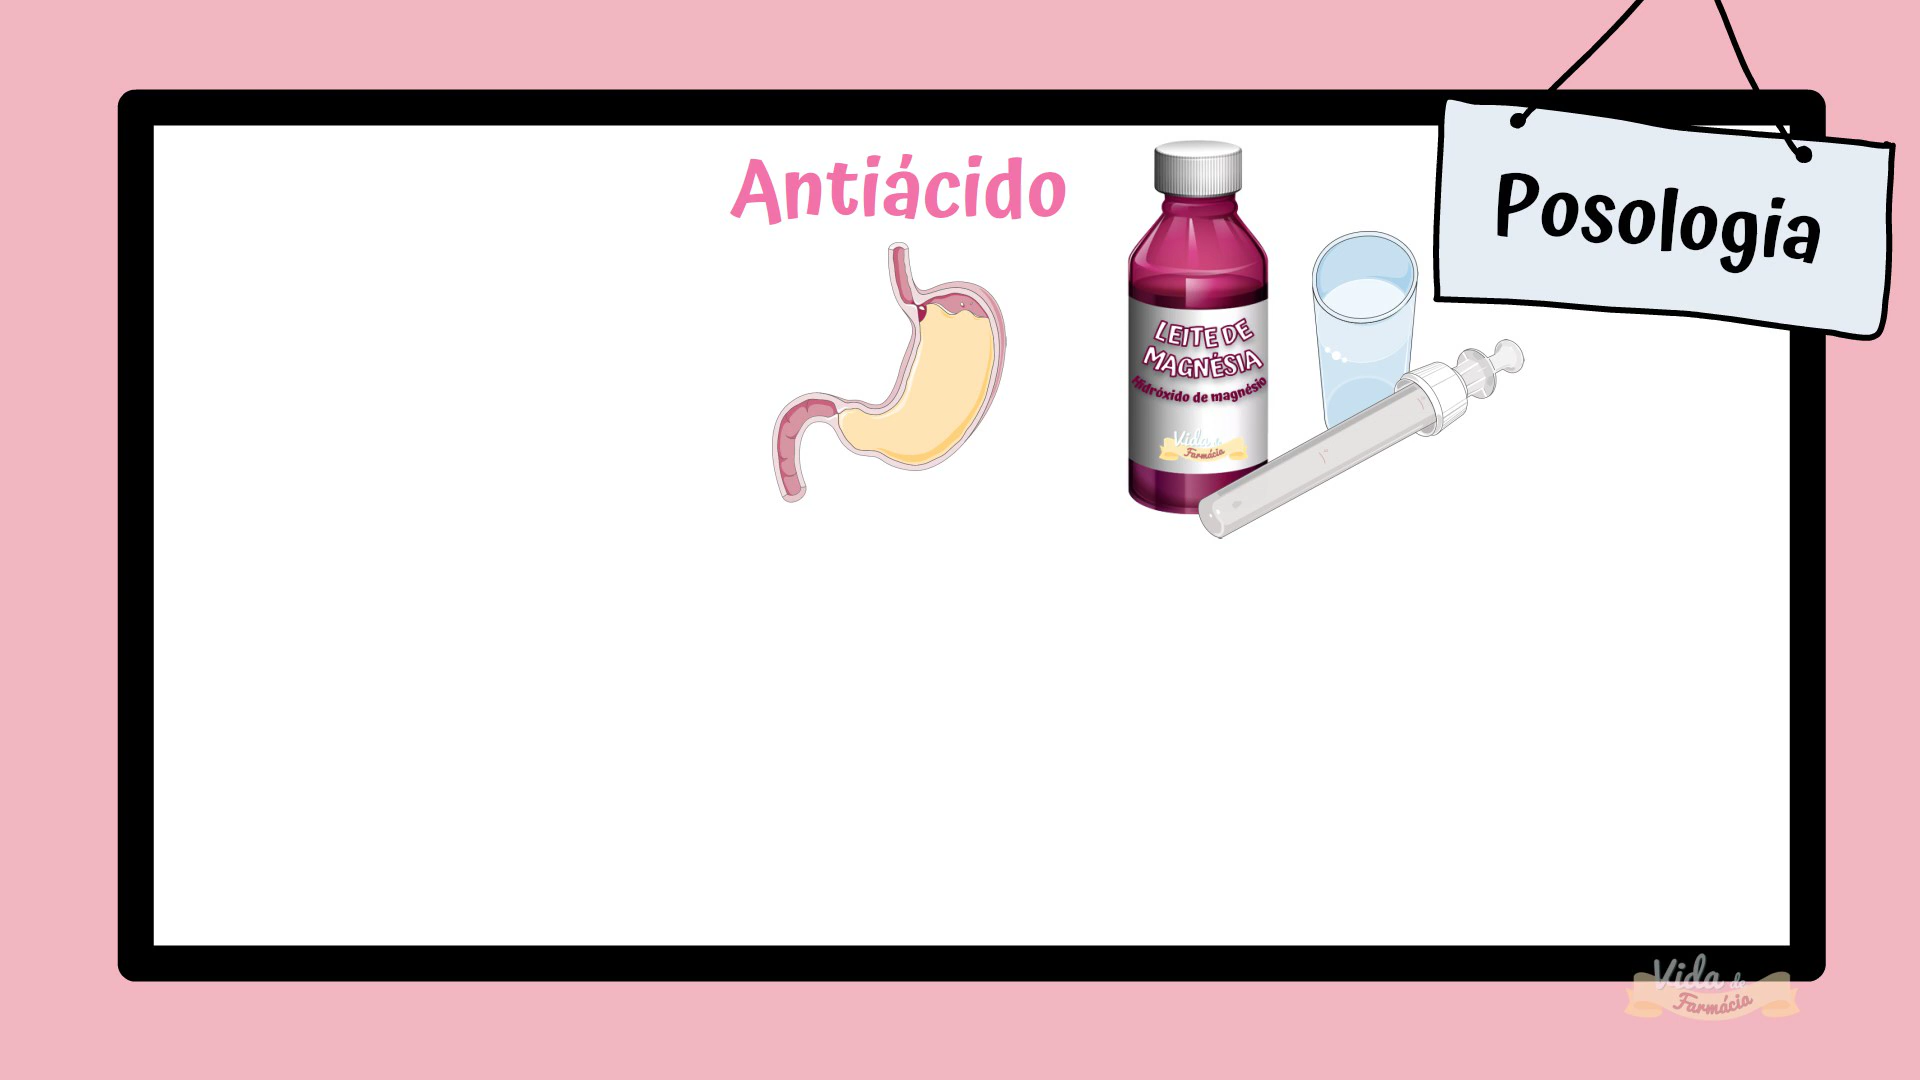 Antiácido
Posologia
LEITE DE
MAGNÉSIA
Hidróxido de magnésio
Vida de
Farmácia
Vida de
Farmácia